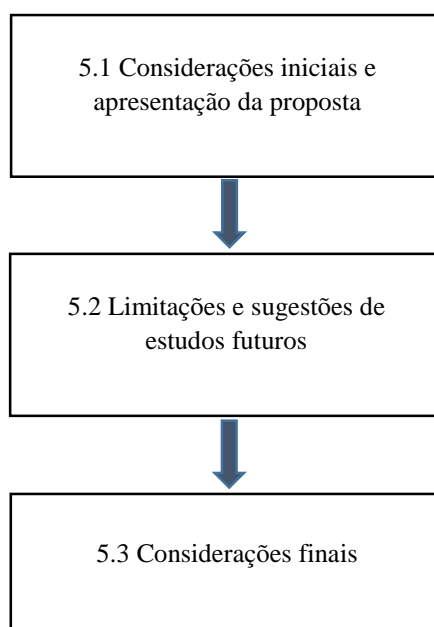 5.1 Considerações iniciais e
apresentação da proposta
5.2 Limitações e sugestões de
estudos futuros
5.3 Considerações finais